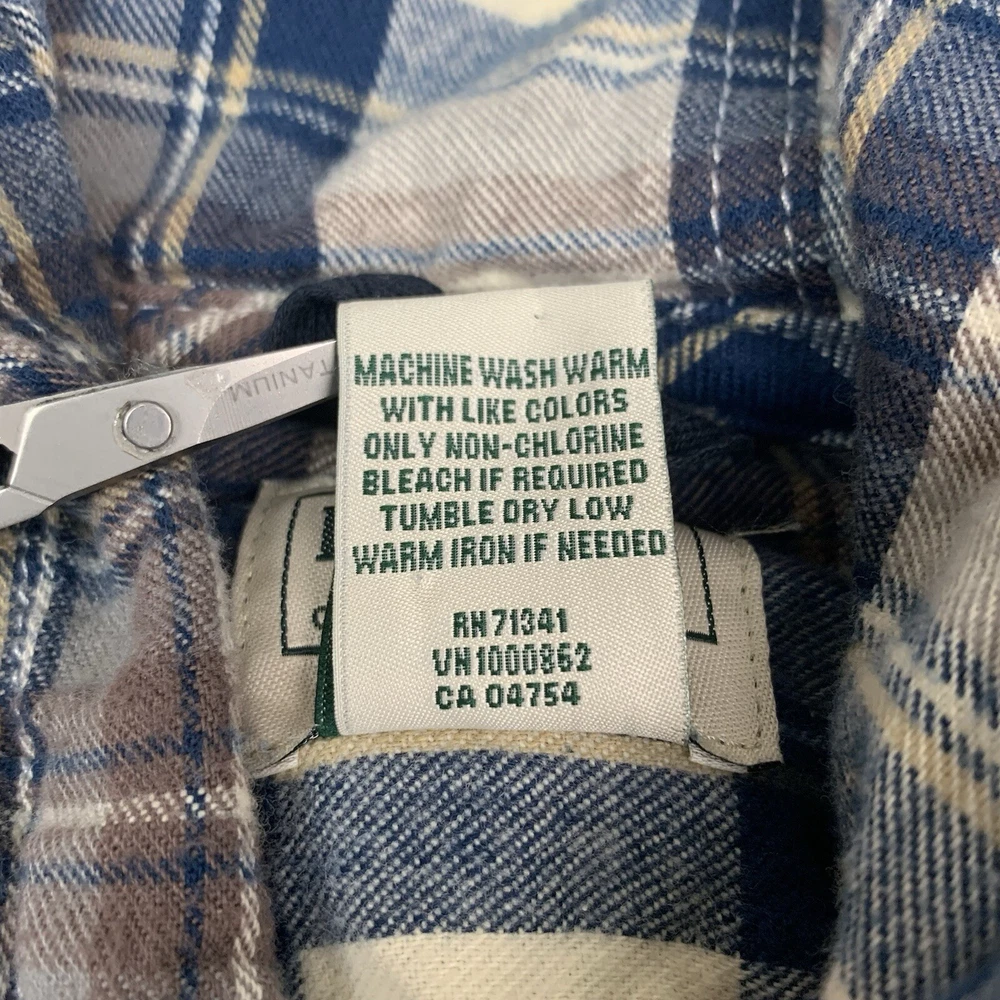 TITANIUM
MACHINE WASH WARM
WITH LIKE COLORS
ONLY NON-CHLORINE
BLEACH IF REQUIRED
TUMBLE DRY LOW
WARM IRON IF NEEDED
RN 71341
VN 1000862
CA 04754